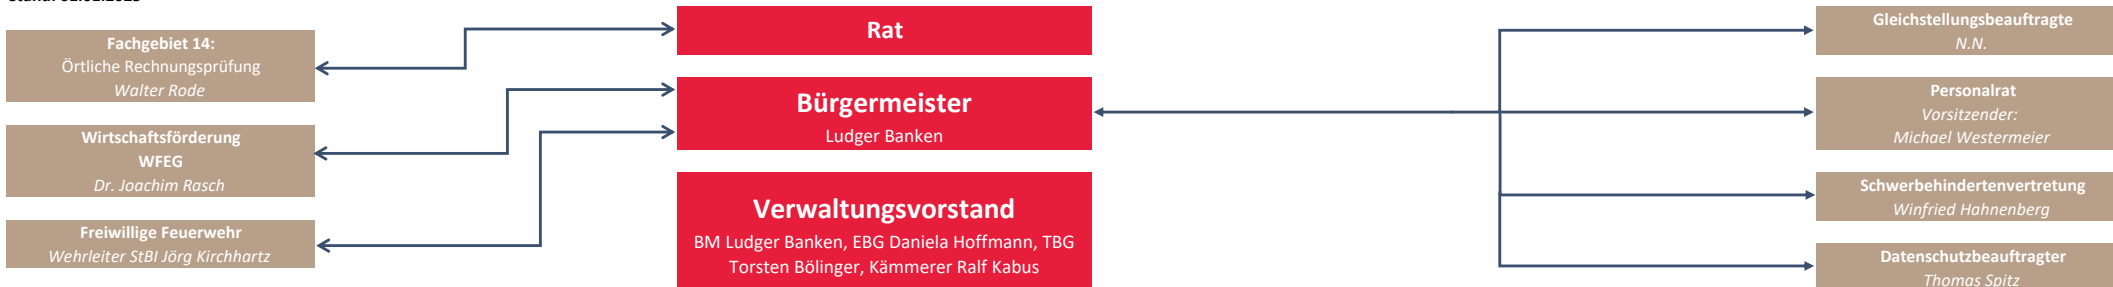 Fachgebiet 14:
Örtliche Rechnungsprüfung
Walter Rode
Wirtschaftsförderung
WFEG
Dr. Joachim Rasch
Freiwillige Feuerwehr
Wehrleiter StBI Jörg Kirchhartz
Rat
Bürgermeister
Ludger Banken
Verwaltungsvorstand
BM Ludger Banken, EBG Daniela Hoffmann, TBG
Torsten Bölinger, Kämmerer Ralf Kabus
Gleichstellungsbeauftragte
N.N.
Personalrat
Vorsitzender:
Michael Westermeier
Schwerbehindertenvertretung
Winfried Hahnenberg
Datenschutzbeauftragter
Thomas Spitz